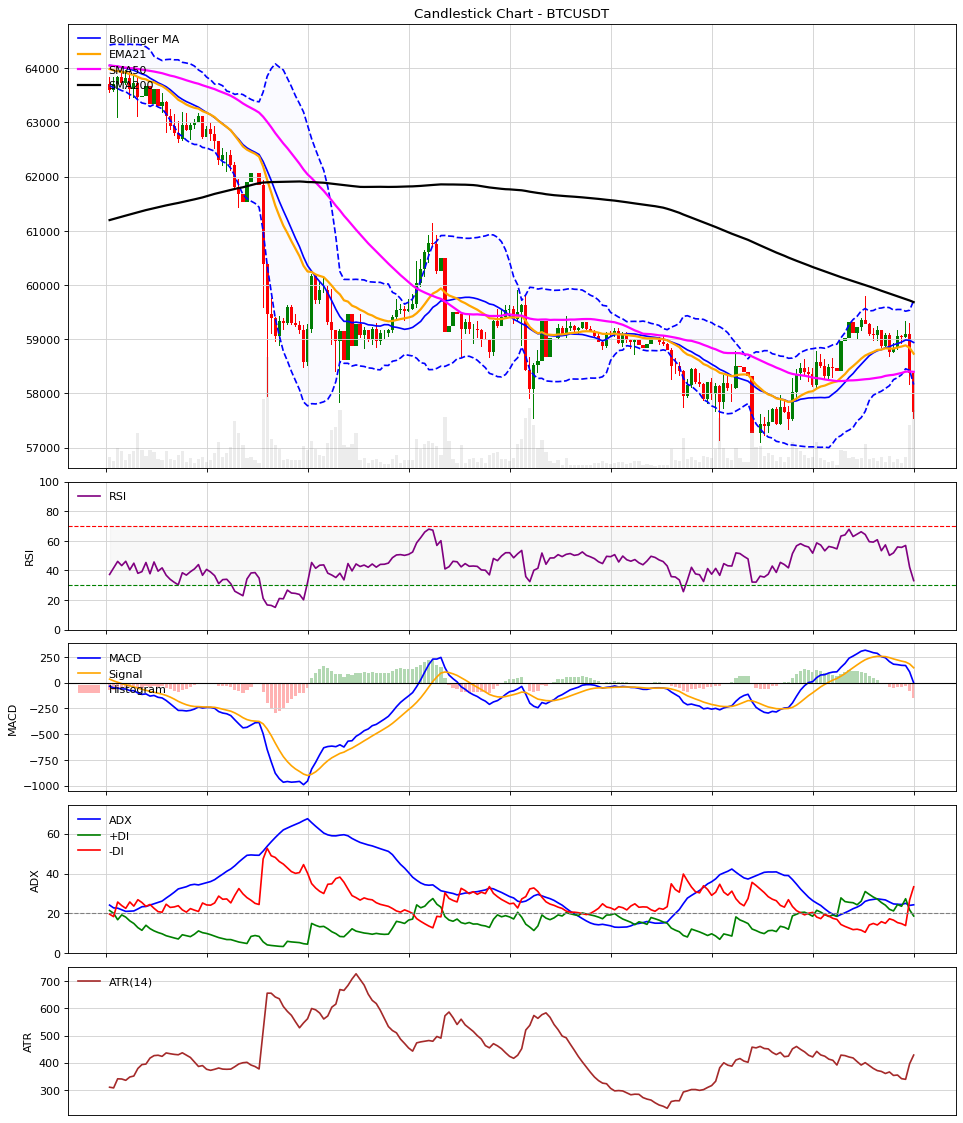 Candlestick Chart - BTCUSDT
Bollinger MA
EMA21
SMA50
SMA200
64000
63000
62000
61000
60000
59000
58000
57000
RSI
RSI
100
80
60
40
20
0
MACD
Signal
Histogram
MACD
250
0
−250
−500
−750
−1000
ADX
+DI
-DI
ADX
60
40
20
0
ATR(14)
ATR
700
600
500
400
300